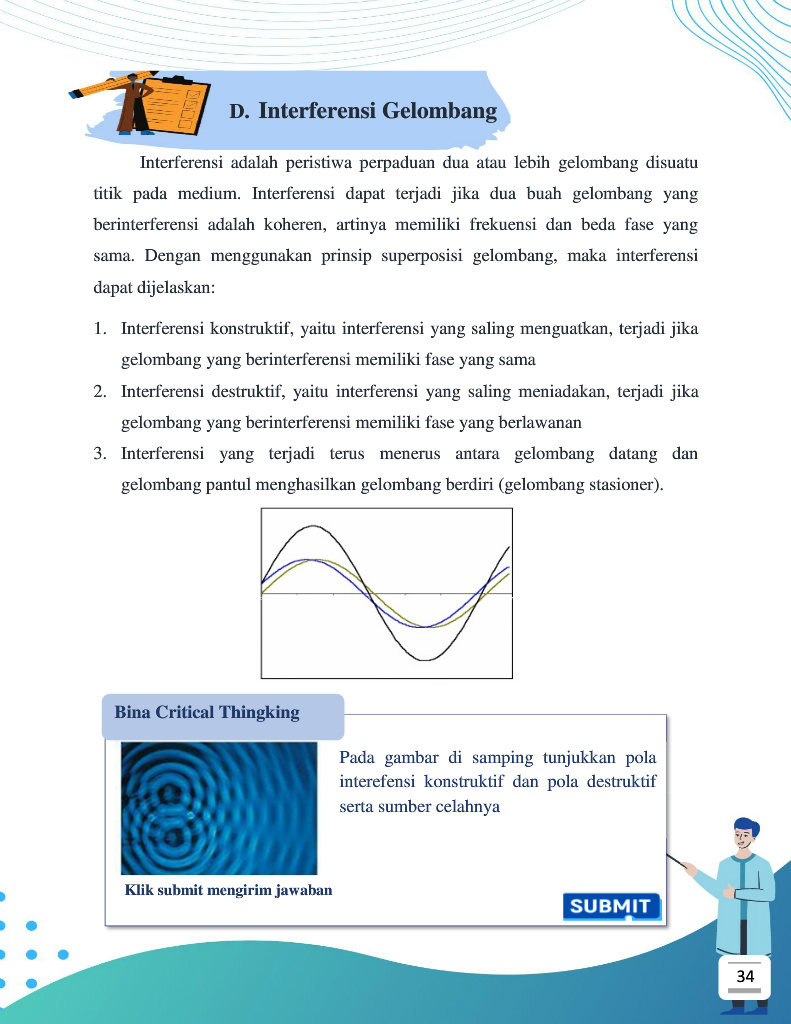 D. Interferensi Gelombang
Interferensi adalah peristiwa perpaduan dua atau lebih gelombang disuatu
titik pada medium. Interferensi dapat terjadi jika dua buah gelombang yang
berinterferensi adalah koheren, artinya memiliki frekuensi dan beda fase yang
sama. Dengan menggunakan prinsip superposisi gelombang, maka interferensi
dapat dijelaskan:
1. Interferensi konstruktif, yaitu interferensi yang saling menguatkan, terjadi jika
gelombang yang berinterferensi memiliki fase yang sama
2. Interferensi destruktif, yaitu interferensi yang saling meniadakan, terjadi jika
gelombang yang berinterferensi memiliki fase yang berlawanan
3. Interferensi yang terjadi terus menerus antara gelombang datang dan
gelombang pantul menghasilkan gelombang berdiri (gelombang stasioner).
Bina Critical Thingking
Pada gambar di samping tunjukkan pola
interefensi konstruktif dan pola destruktif
serta sumber celahnya
Klik submit mengirim jawaban
SUBMIT
34